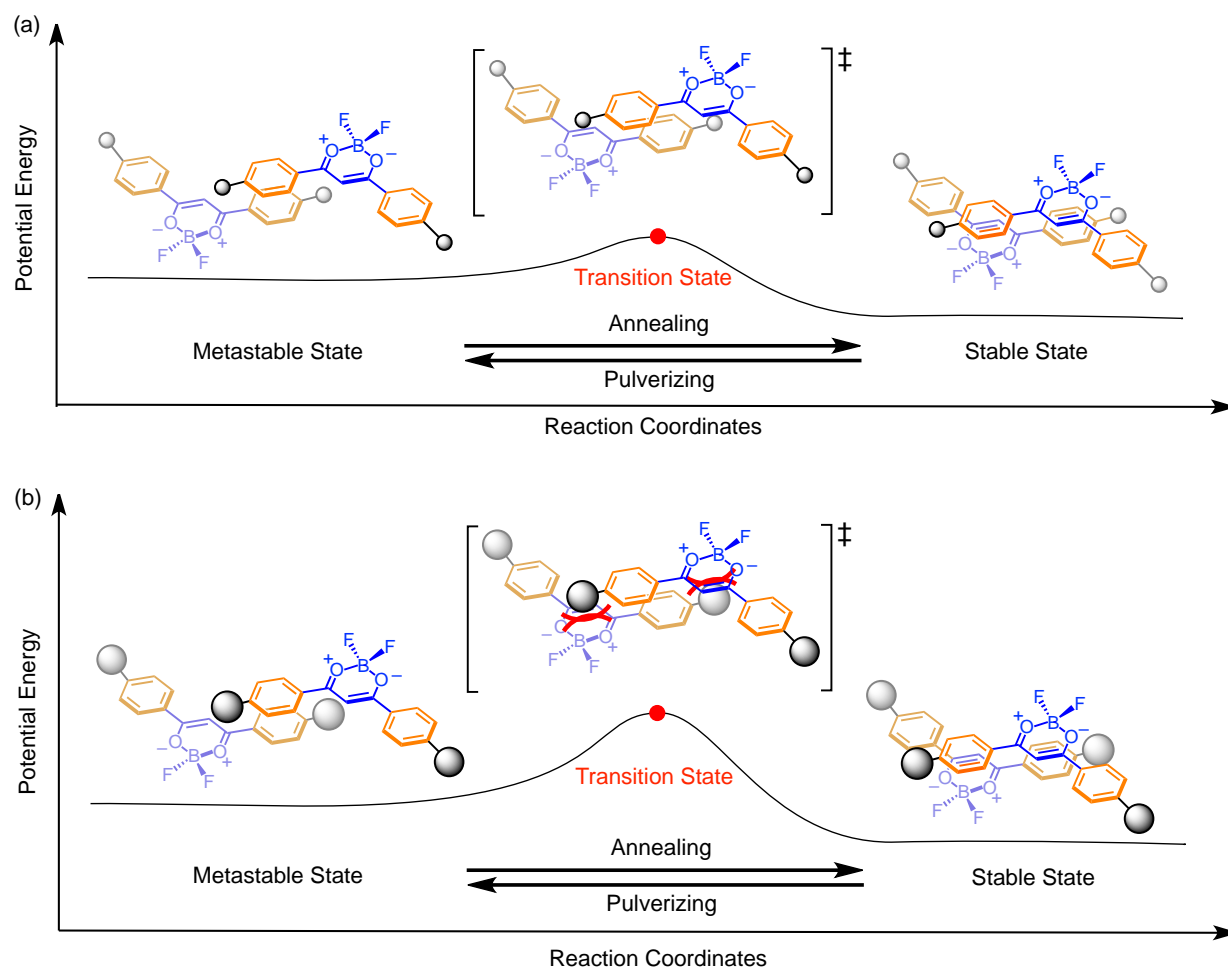 (a)
Potential Energy
‡
F
F
B
+
O
O
−
−
O
B
O
+
F
F
F
F
B
+
O
O
−
−
O
B
O
+
F
F
F
F
B
+
O
O
−
−
O
B
O
+
F
F
Transition State
Annealing
Metastable State
Stable State
Pulverizing
Reaction Coordinates
(b)
Potential Energy
‡
F
F
B
+
O
O
−
−
O
B
O
+
F
F
F
F
B
+
O
O
−
−
O
B
O
+
F
F
F
F
B
+
O
O
−
−
O
B
O
+
F
F
Transition State
Annealing
Metastable State
Stable State
Pulverizing
Reaction Coordinates